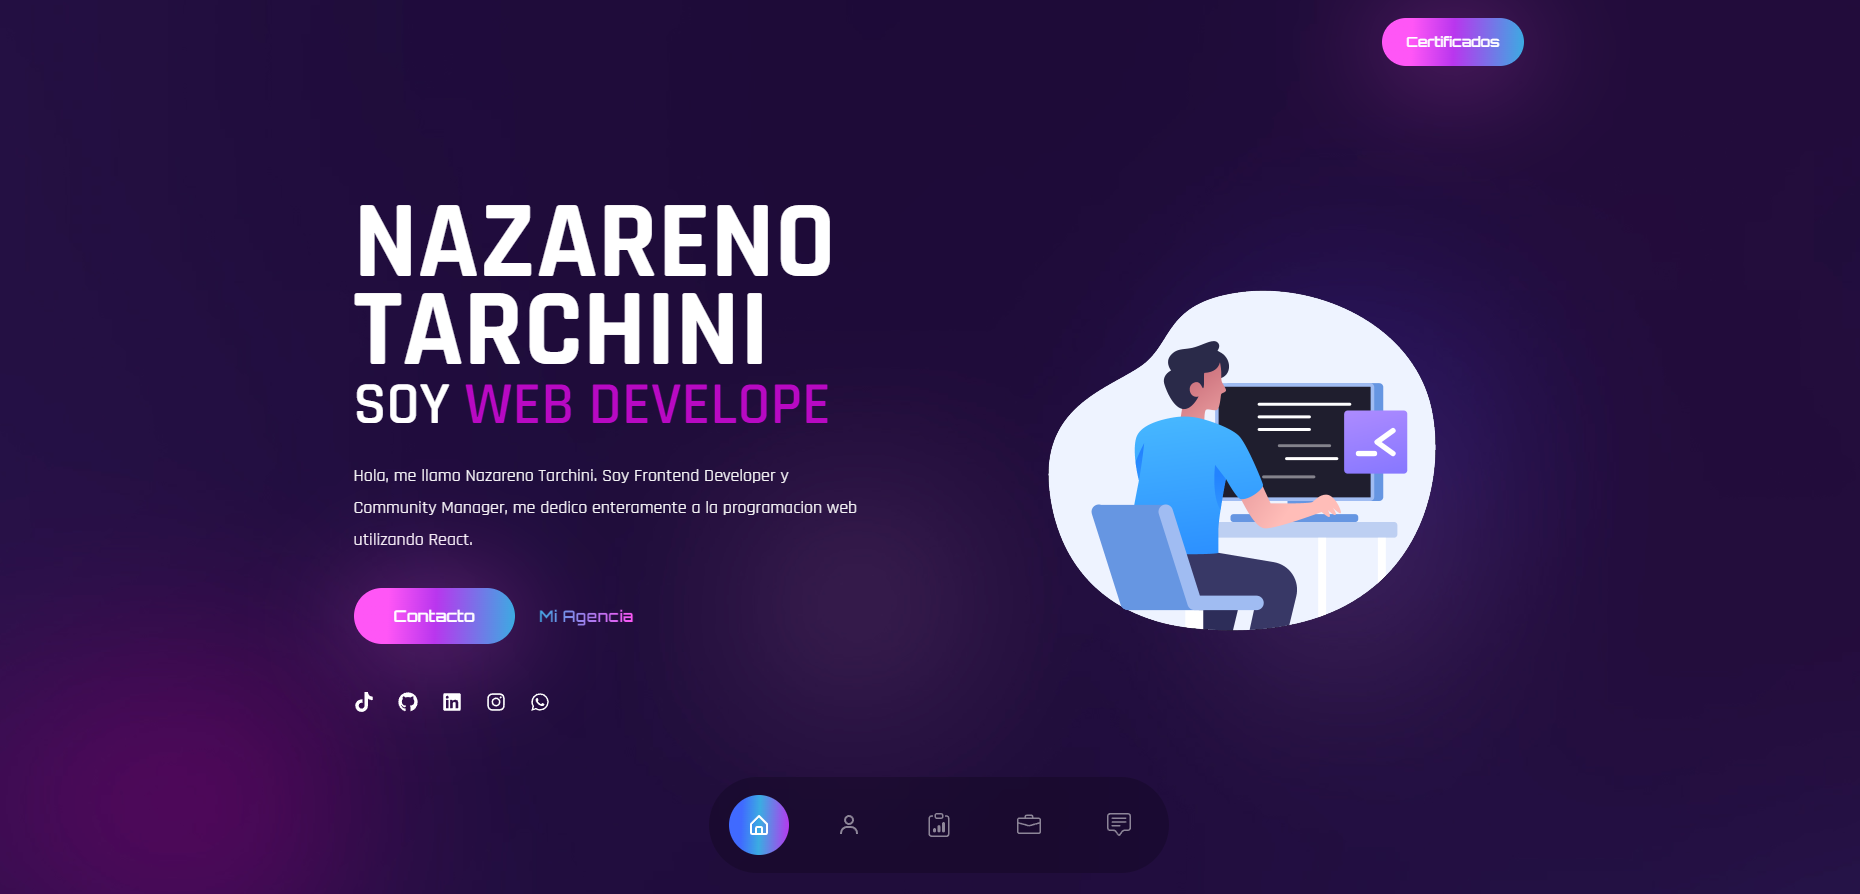 Certificados
NAZARENO
TARCHINI
SOY WEB DEVELOPE
Hola, me llamo Nazareno Tarchini. Soy Frontend Developer y
Community Manager, me dedico enteramente a la programacion web
utilizando React.
Contacto
Mi Agencia